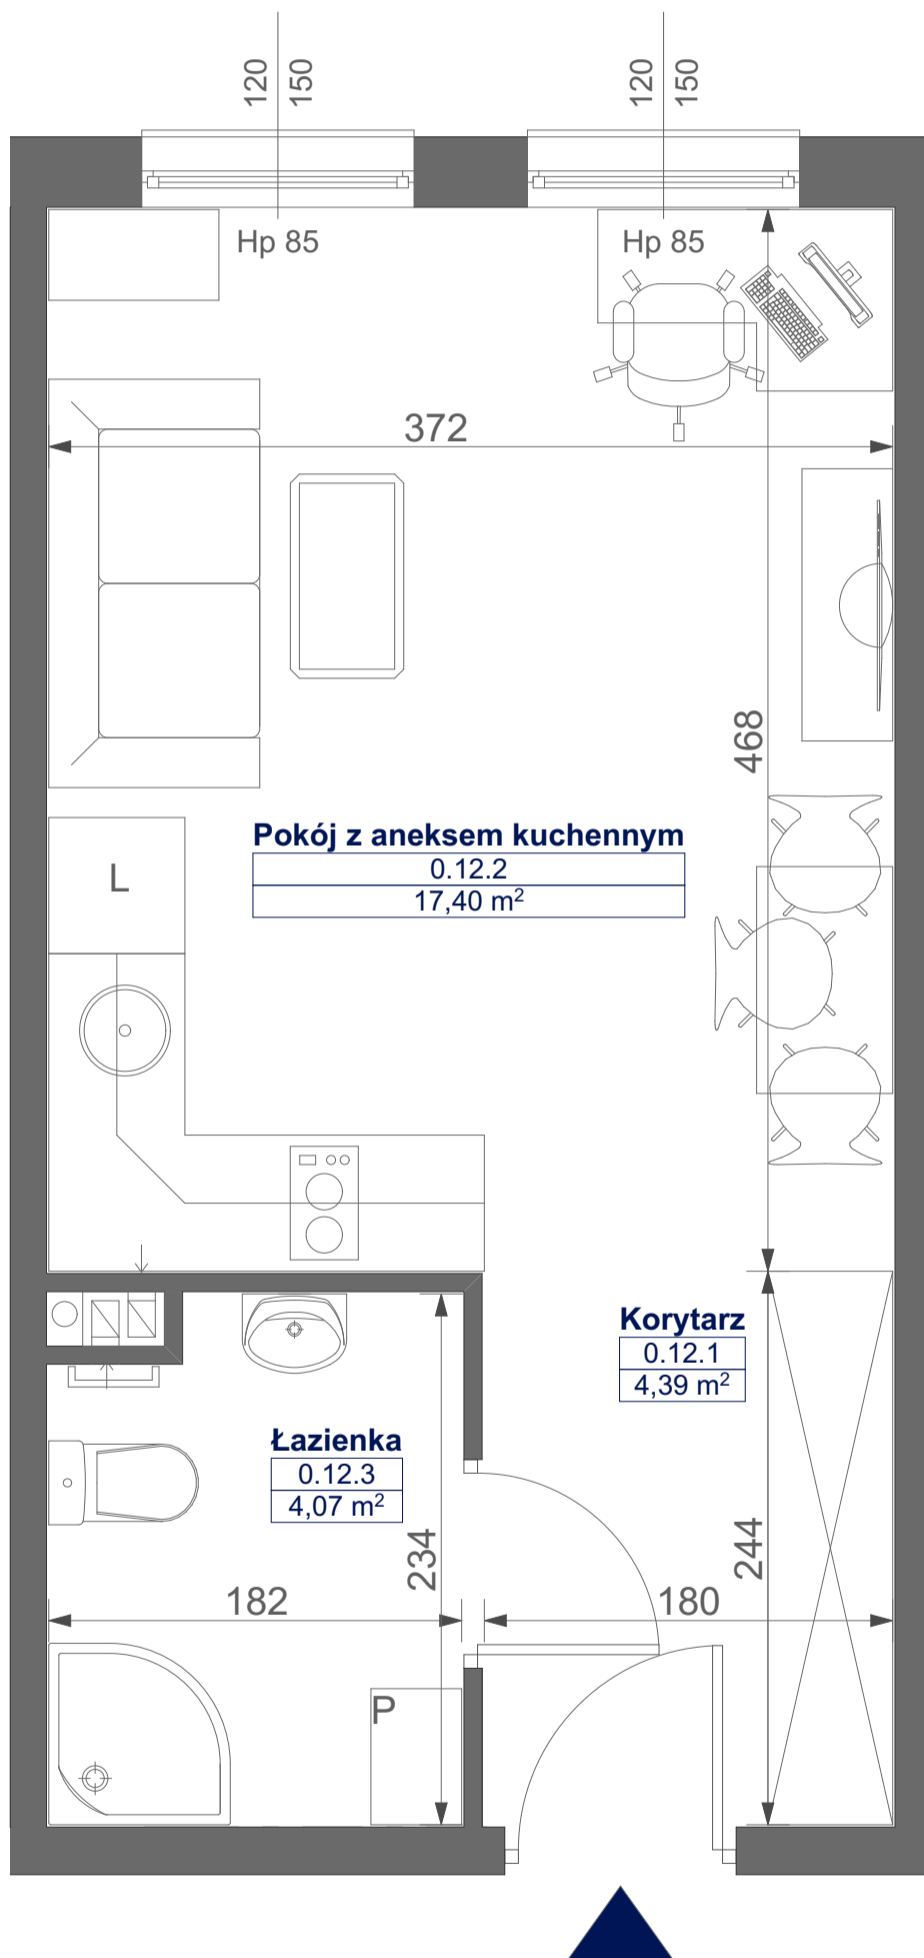 120
150
120
150
Hp 85
Hp 85
372
468
Pokój z aneksem kuchennym
0.12.2
17,40 m²
L
Korytarz
0.12.1
4,39 m²
Łazienka
0.12.3
4,07 m²
234
244
182
180
P